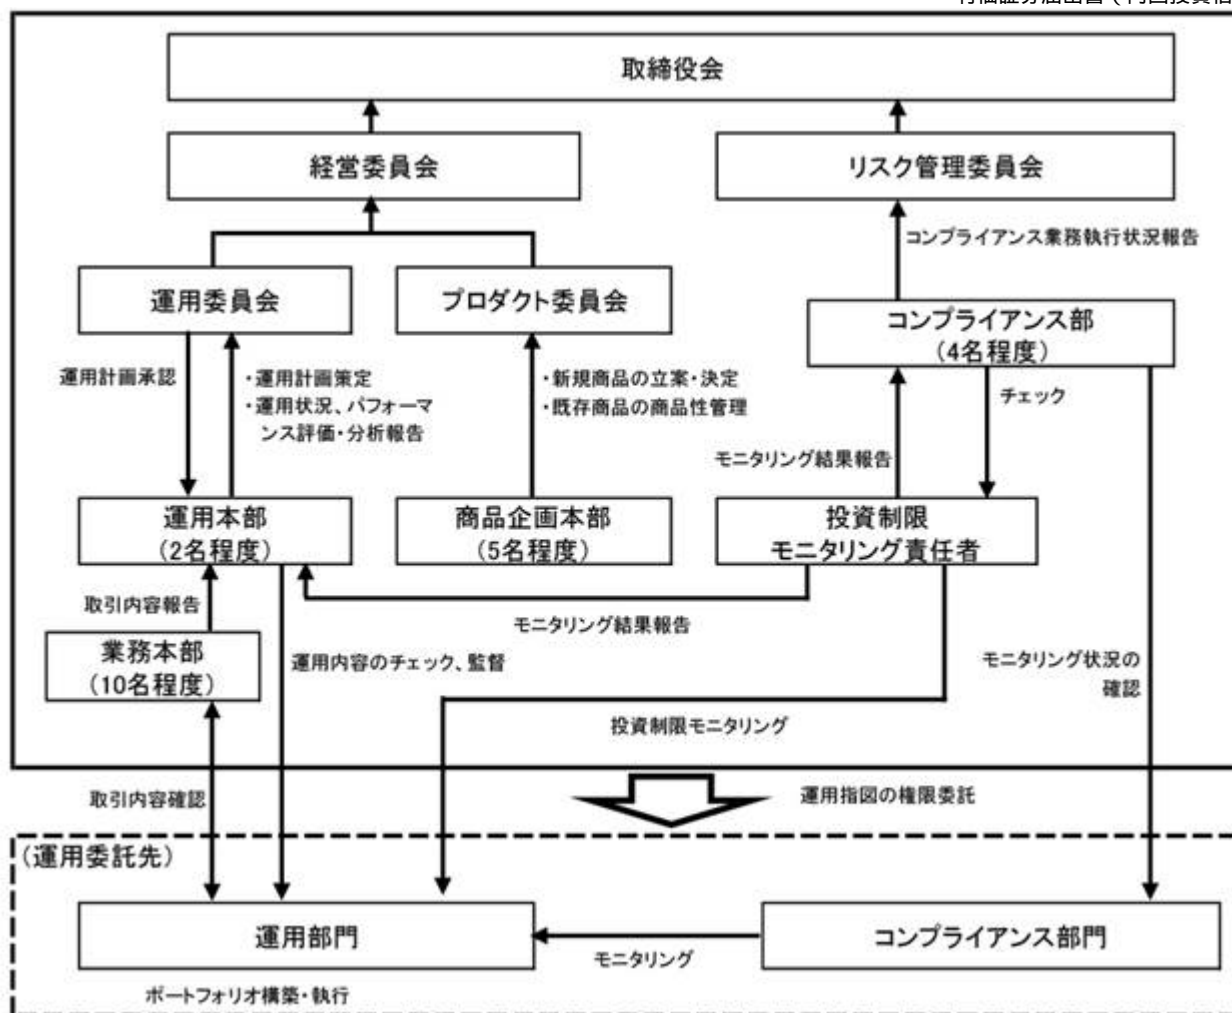 取締役会
経営委員会
リスク管理委員会
コンプライアンス業務執行状況報告
運用委員会
プロダクト委員会
コンプライアンス部
(4名程度)
運用計画承認
・運用計画策定
・運用状況、パフォーマ
ンス評価・分析報告
・新規商品の立案・決定
・既存商品の商品性管理
チェック
モニタリング結果報告
運用本部
(2名程度)
商品企画本部
(5名程度)
投資制限
モニタリング責任者
取引内容報告
モニタリング結果報告
業務本部
(10名程度)
運用内容のチェック、監督
モニタリング状況の
確認
投資制限モニタリング
取引内容確認
運用指図の権限委託
(運用委託先)
運用部門
コンプライアンス部門
モニタリング
ポートフォリオ構築・執行